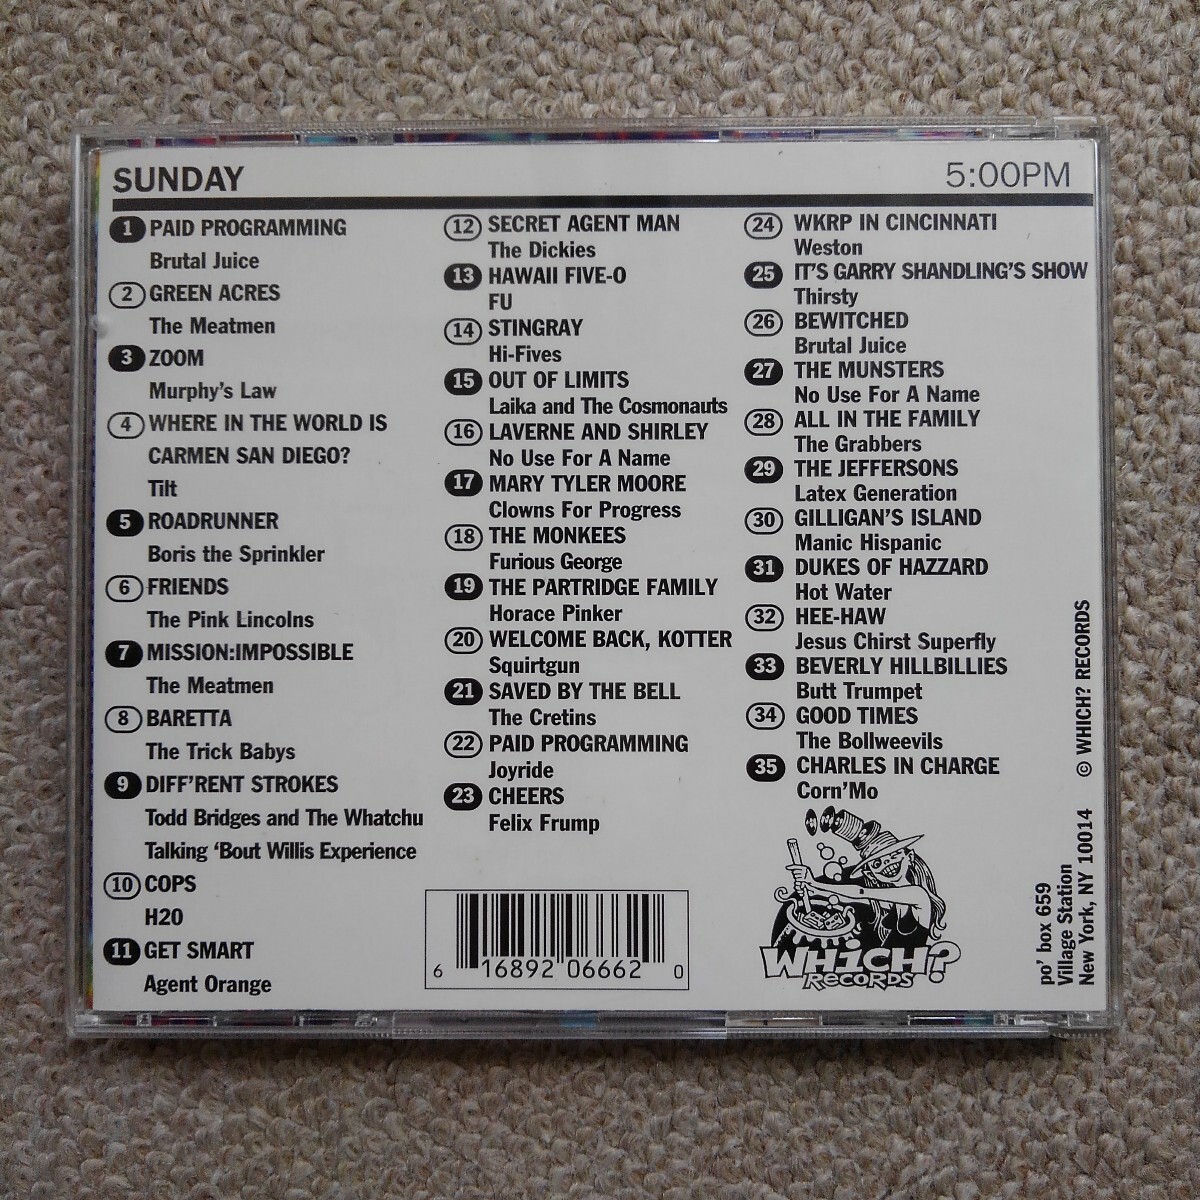 SUNDAY
5:00PM
1 PAID PROGRAMMING
Brutal Juice
2 GREEN ACRES
The Meatmen
3 ZOOM
Murphy's Law
4 WHERE IN THE WORLD IS
CARMEN SAN DIEGO?
Tilt
5 ROADRUNNER
Boris the Sprinkler
6 FRIENDS
The Pink Lincolns
7 MISSION:IMPOSSIBLE
The Meatmen
8 BARETTA
The Trick Babys
9 DIFF'RENT STROKES
Todd Bridges and The Whatchu
Talking 'Bout Willis Experience
10 COPS
H20
11 GET SMART
Agent Orange
12 SECRET AGENT MAN
The Dickies
13 HAWAII FIVE-O
FU
14 STINGRAY
Hi-Fives
15 OUT OF LIMITS
Laika and The Cosmonauts
16 LAVERNE AND SHIRLEY
No Use For A Name
17 MARY TYLER MOORE
Clowns For Progress
18 THE MONKEES
Furious George
19 THE PARTRIDGE FAMILY
Horace Pinker
20 WELCOME BACK, KOTTER
Squirtgun
21 SAVED BY THE BELL
The Cretins
22 PAID PROGRAMMING
Joyride
23 CHEERS
Felix Frump
24 WKRP IN CINCINNATI
Weston
25 IT'S GARRY SHANDLING'S SHOW
Thirsty
26 BEWITCHED
Brutal Juice
27 THE MUNSTERS
No Use For A Name
28 ALL IN THE FAMILY
The Grabbers
29 THE JEFFERSONS
Latex Generation
30 GILLIGAN'S ISLAND
Manic Hispanic
31 DUKES OF HAZZARD
Hot Water
32 HEE-HAW
Jesus Chirst Superfly
33 BEVERLY HILLBILLIES
Butt Trumpet
34 GOOD TIMES
The Bollweevils
35 CHARLES IN CHARGE
Corn'Mo
6 16892 06662 0
WH?CH?
RECORDS
po' box 659
Village Station
New York, NY 10014 © WHICH? RECORDS